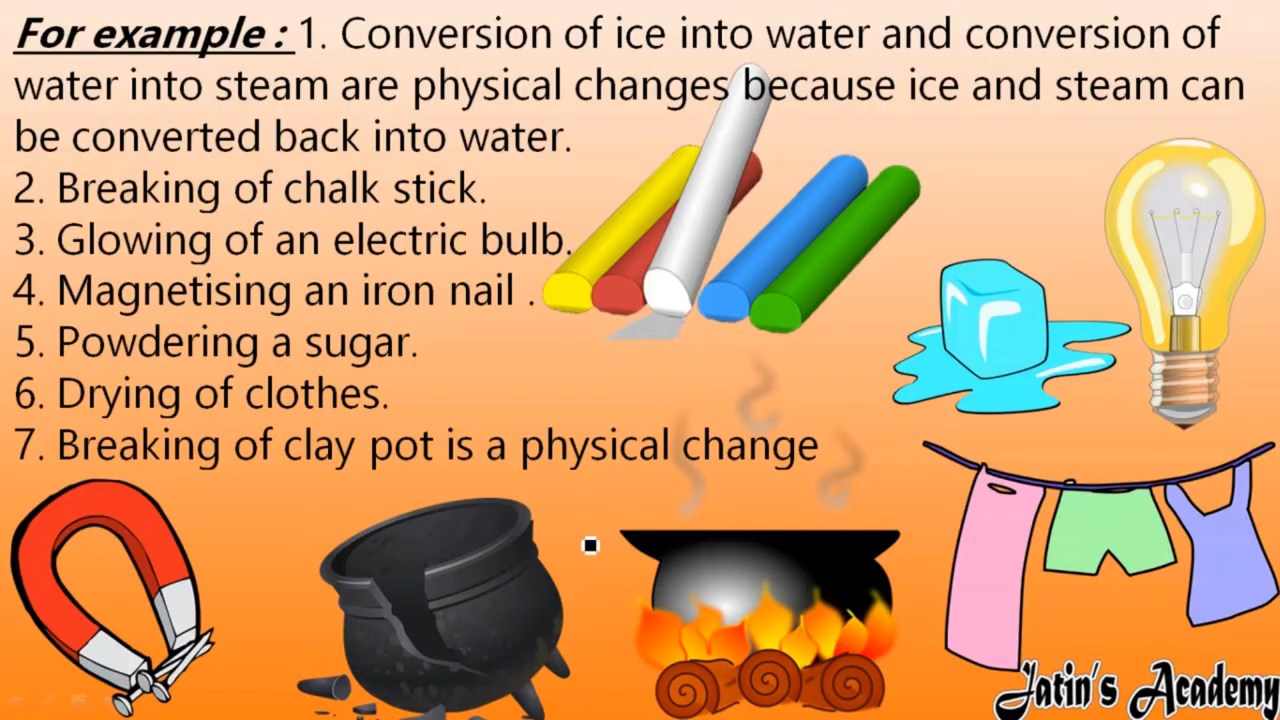 For example : 1. Conversion of ice into water and conversion of
water into steam are physical changes because ice and steam can
be converted back into water.
2. Breaking of chalk stick.
3. Glowing of an electric bulb.
4. Magnetising an iron nail .
5. Powdering a sugar.
6. Drying of clothes.
7. Breaking of clay pot is a physical change
Jatin's Academy